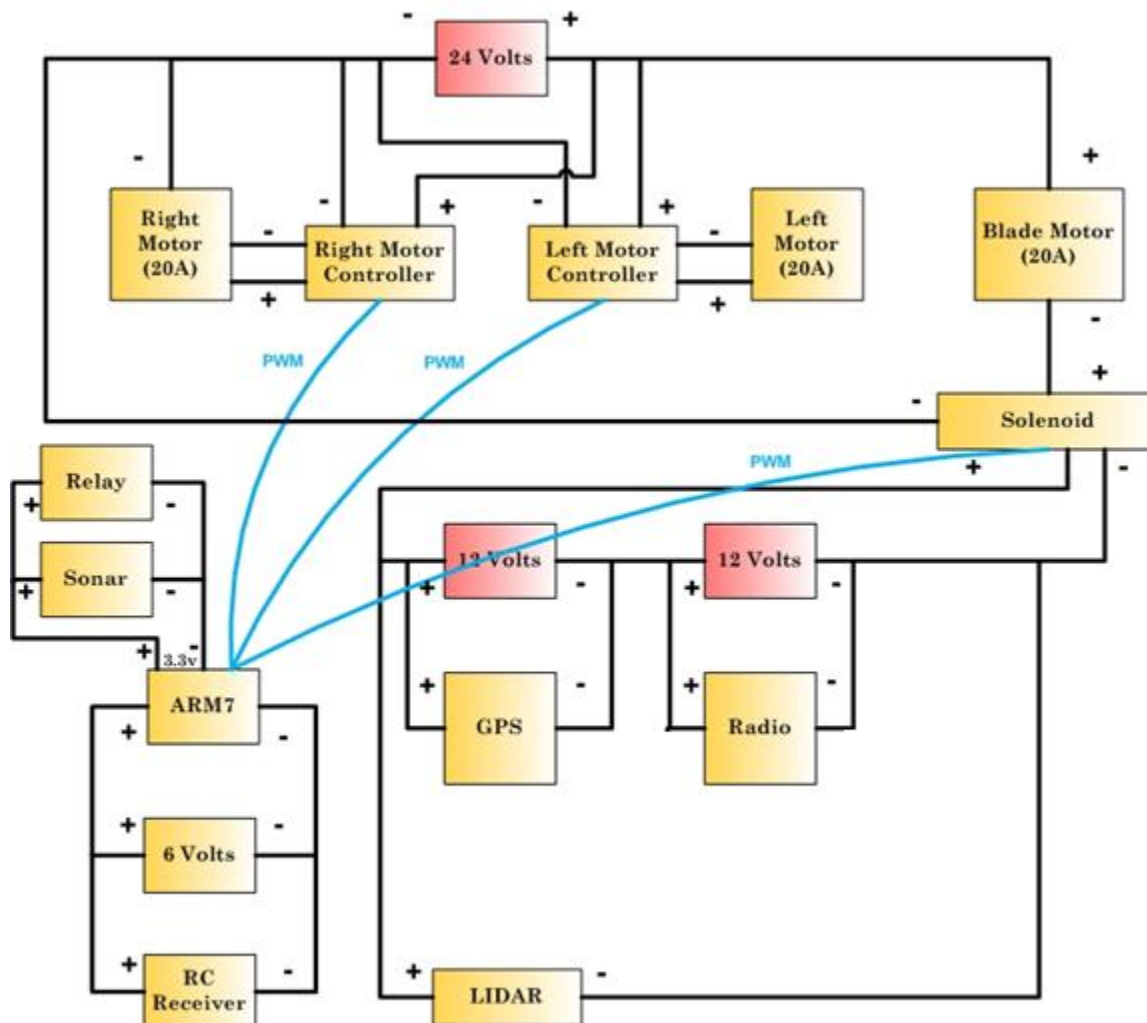 - +
24 Volts
- +
- - + - + -
Right
Motor
(20A)
Right Motor
Controller
Left Motor
Controller
Left
Motor
(20A)
Blade Motor
(20A)
+ +
-
PWM
PWM
+
-
Solenoid
PWM
+ -
Relay
+ -
Sonar
+ -
12 Volts
12 Volts
+ - + -
+ -
3.3v
ARM7
+ -
GPS
+ -
Radio
+ -
6 Volts
+ -
RC
Receiver
+ -
LIDAR
+ -